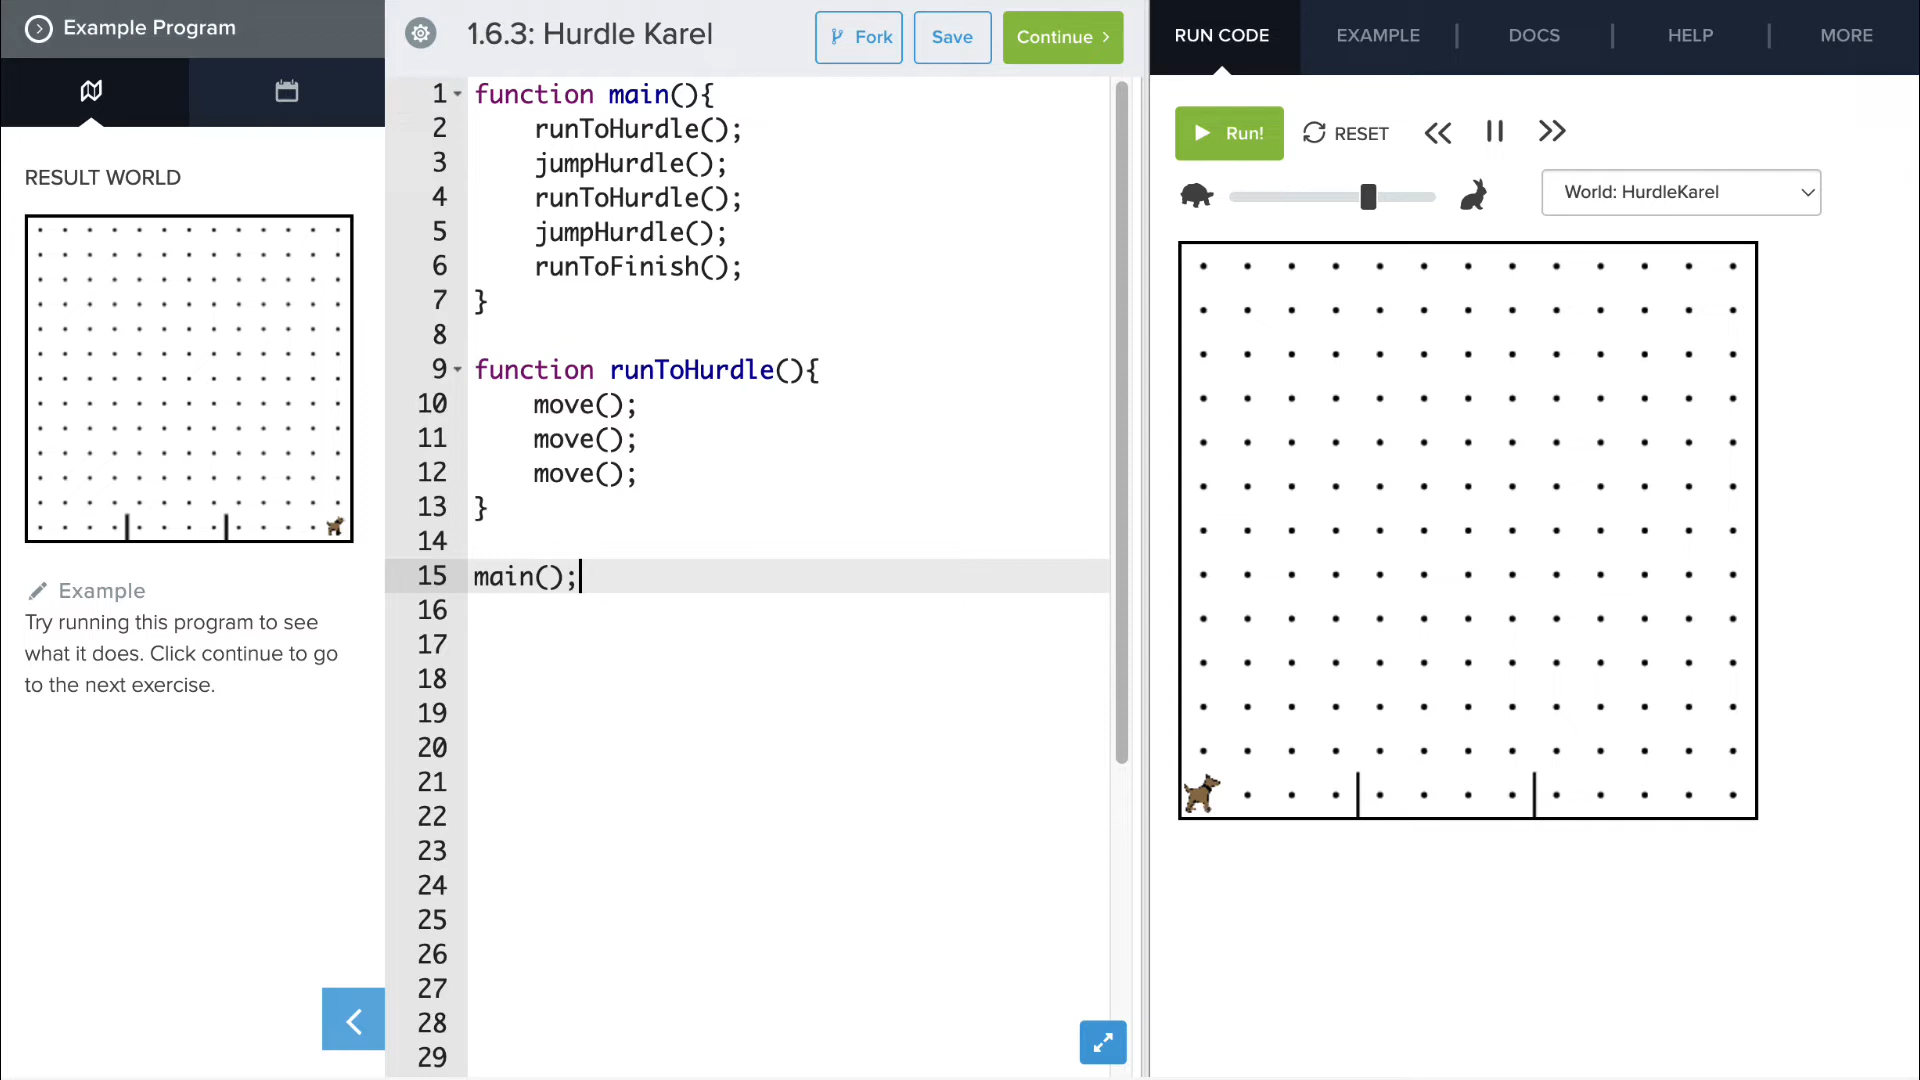 Example Program
RESULT WORLD
Example
Try running this program to see
what it does. Click continue to go
to the next exercise.
1.6.3: Hurdle Karel
Fork
Save
Continue
1 function main(){
2 runToHurdle();
3 jumpHurdle();
4 runToHurdle();
5 jumpHurdle();
6 runToFinish();
7 }
8
9 function runToHurdle(){
10 move();
11 move();
12 move();
13 }
14
15 main();
16
17
18
19
20
21
22
23
24
25
26
27
28
29
RUN CODE
EXAMPLE
DOCS
HELP
MORE
Run!
RESET
World: HurdleKarel